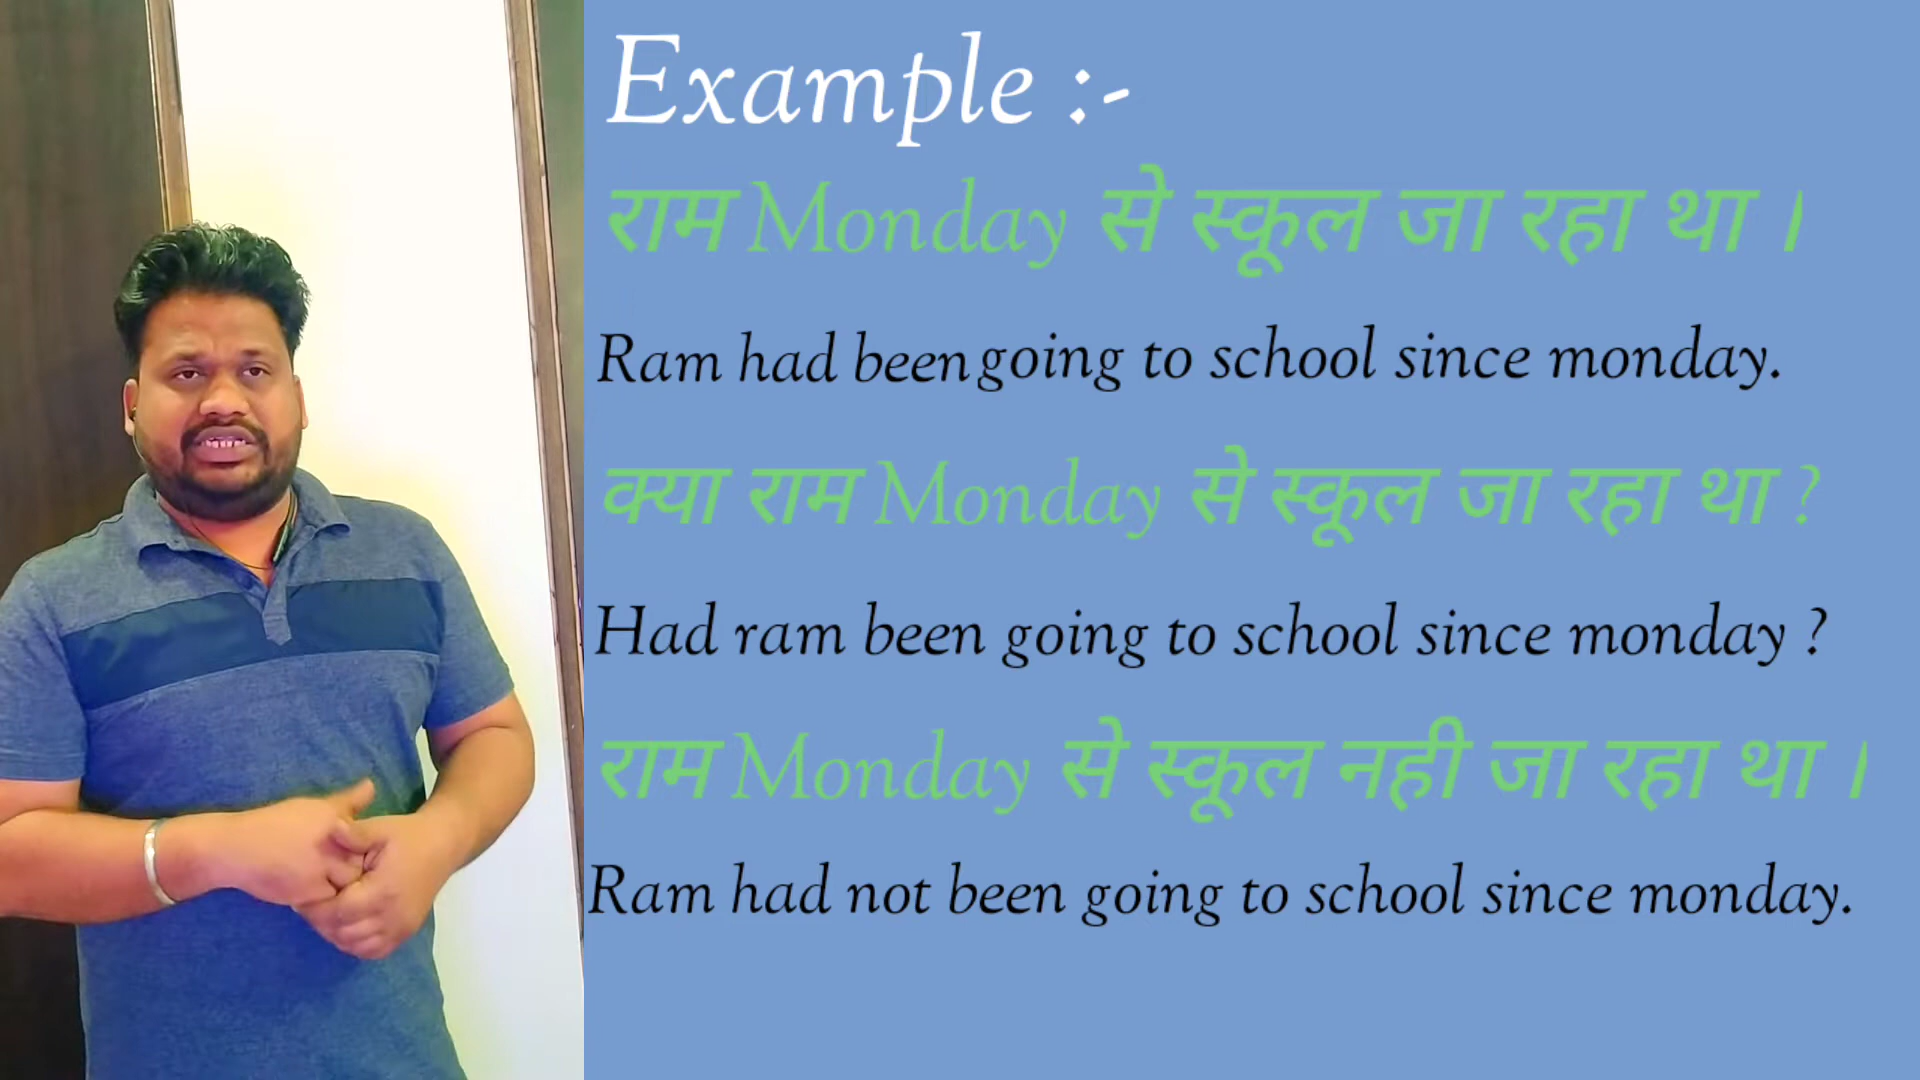 Example :-
राम Monday से स्कूल जा रहा था ।
Ram had been going to school since monday.
क्या राम Monday से स्कूल जा रहा था ?
Had ram been going to school since monday ?
राम Monday से स्कूल नही जा रहा था ।
Ram had not been going to school since monday.